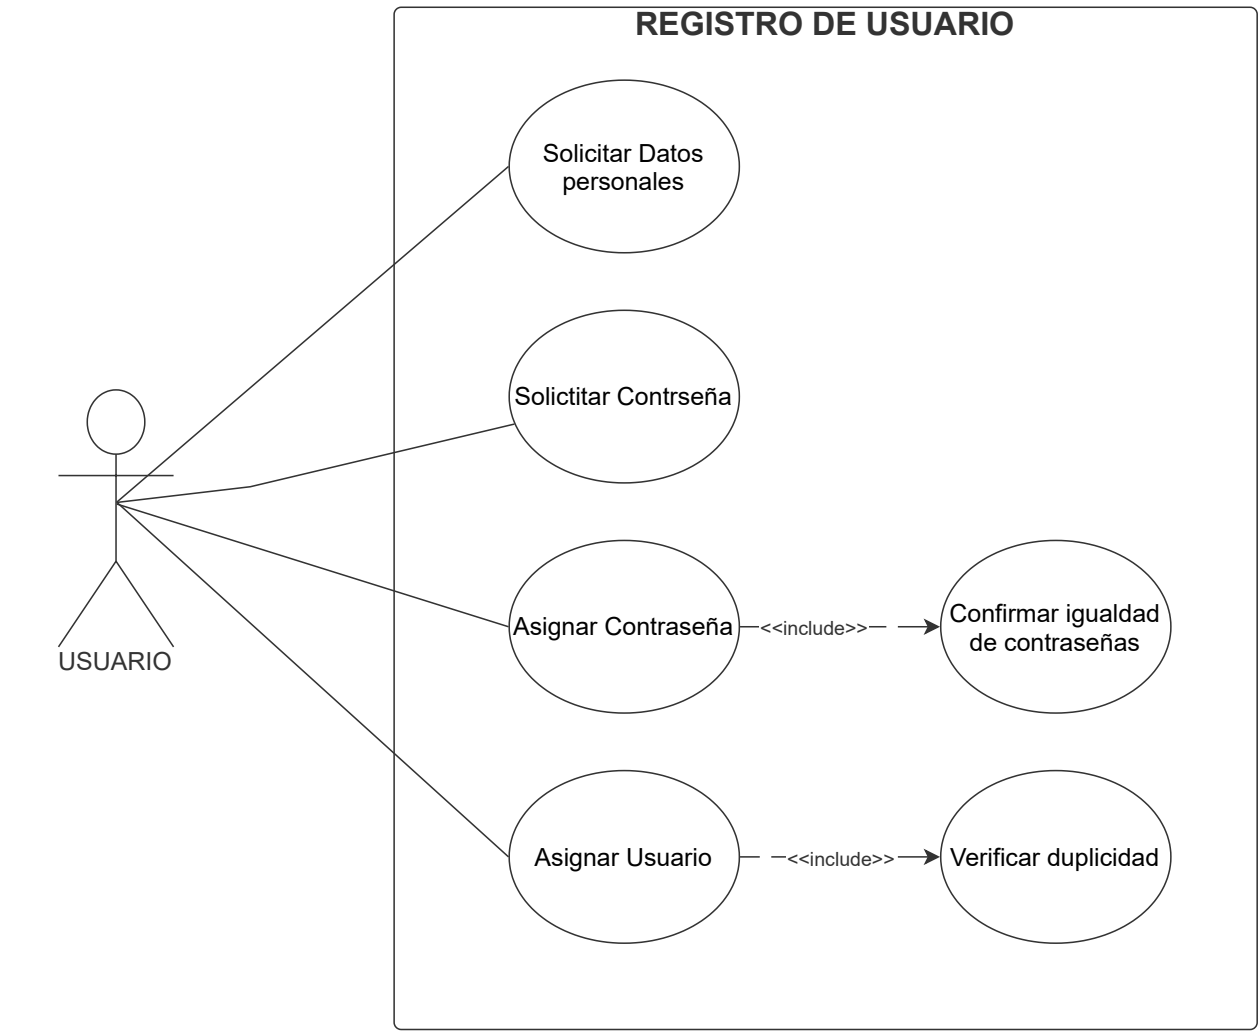 REGISTRO DE USUARIO
Solicitar Datos
personales
Solictitar Contrseña
Asignar Contraseña
<<include>>
Confirmar igualdad
de contraseñas
USUARIO
Asignar Usuario
<<include>>
Verificar duplicidad